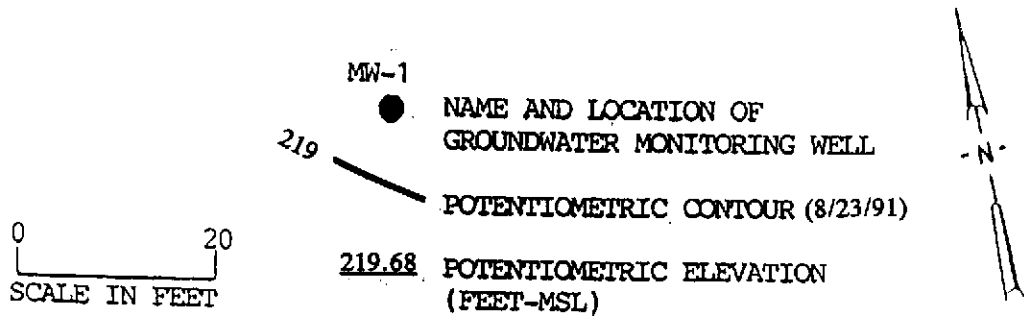 MW-1
NAME AND LOCATION OF
GROUNDWATER MONITORING WELL
219
POTENTIOMETRIC CONTOUR (8/23/91)
219.68 POTENTIOMETRIC ELEVATION
(FEET-MSL)
0 20
SCALE IN FEET
- N -